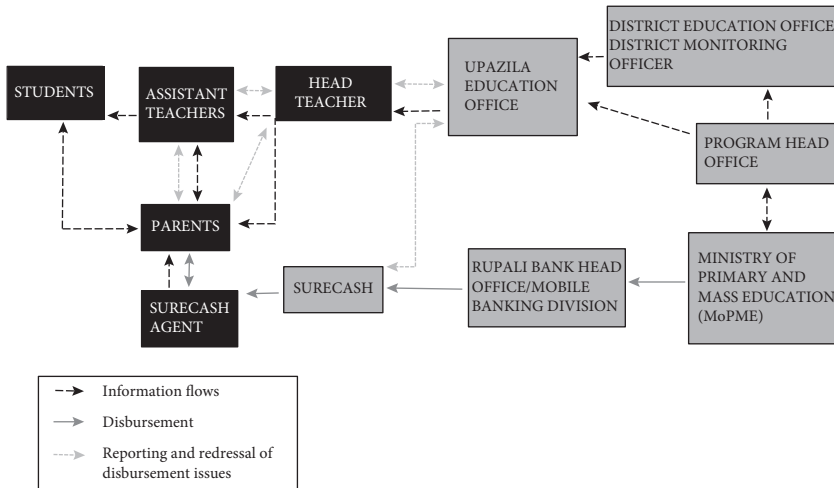 DISTRICT EDUCATION OFFICE
DISTRICT MONITORING
OFFICER
UPAZILA
EDUCATION
OFFICE
HEAD
TEACHER
ASSISTANT
TEACHERS
STUDENTS
PROGRAM HEAD
OFFICE
PARENTS
MINISTRY OF
PRIMARY AND
MASS EDUCATION
(MoPME)
RUPALI BANK HEAD
OFFICE/MOBILE
BANKING DIVISION
SURECASH
SURECASH
AGENT
Information flows
Disbursement
Reporting and redressal of
disbursement issues